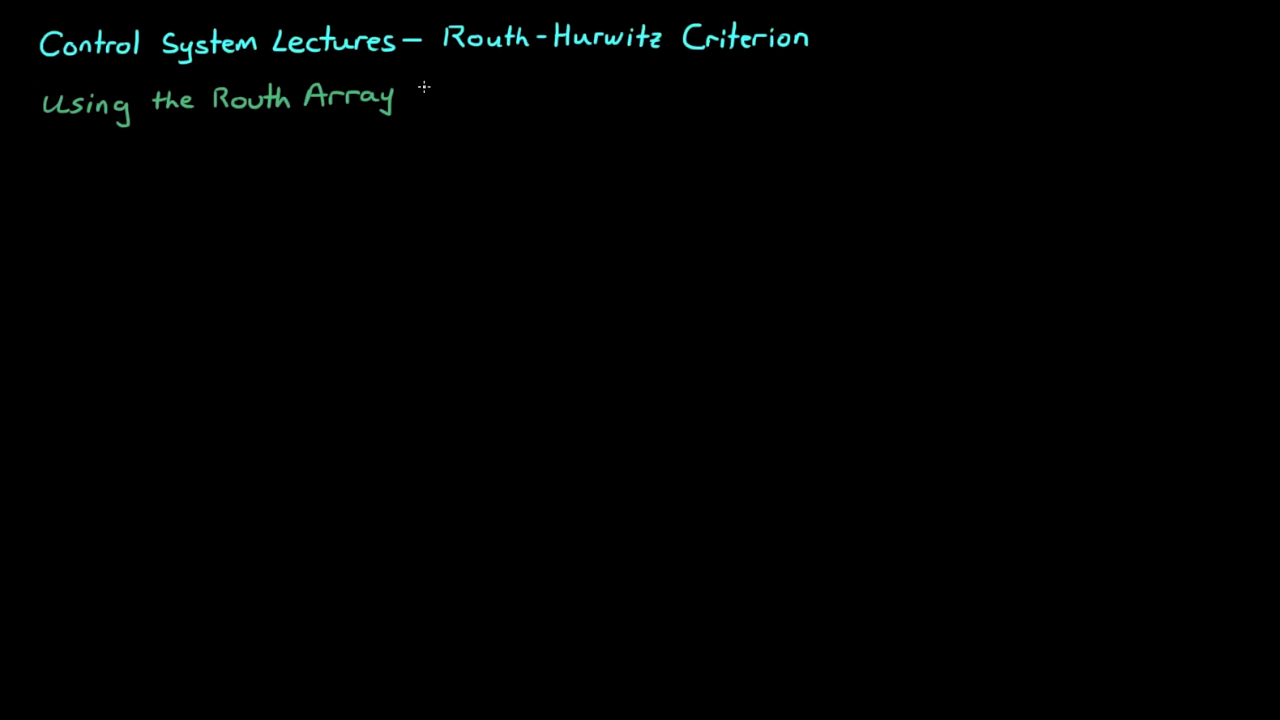 Control System Lectures – Routh-Hurwitz Criterion
Using the Routh Array